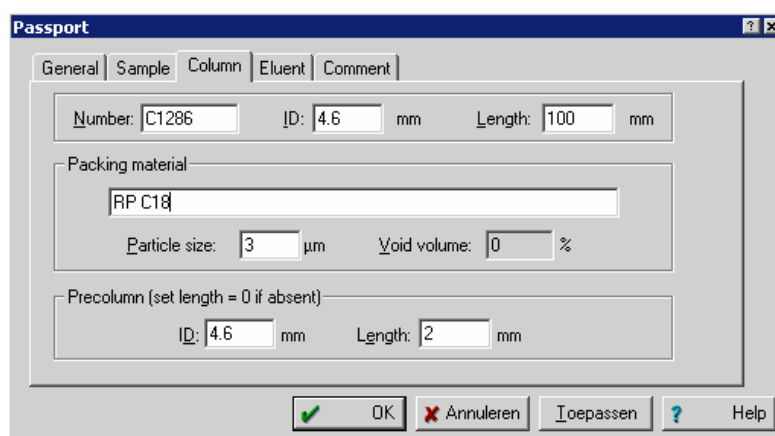 Passport
General Sample Column Eluent Comment
Number: C1286 ID: 4.6 mm Length: 100 mm
Packing material
RP C18
Particle size: 3 µm Void volume: 0 %
Precolumn (set length = 0 if absent)
ID: 4.6 mm Length: 2 mm
OK Annuleren Toepassen ? Help